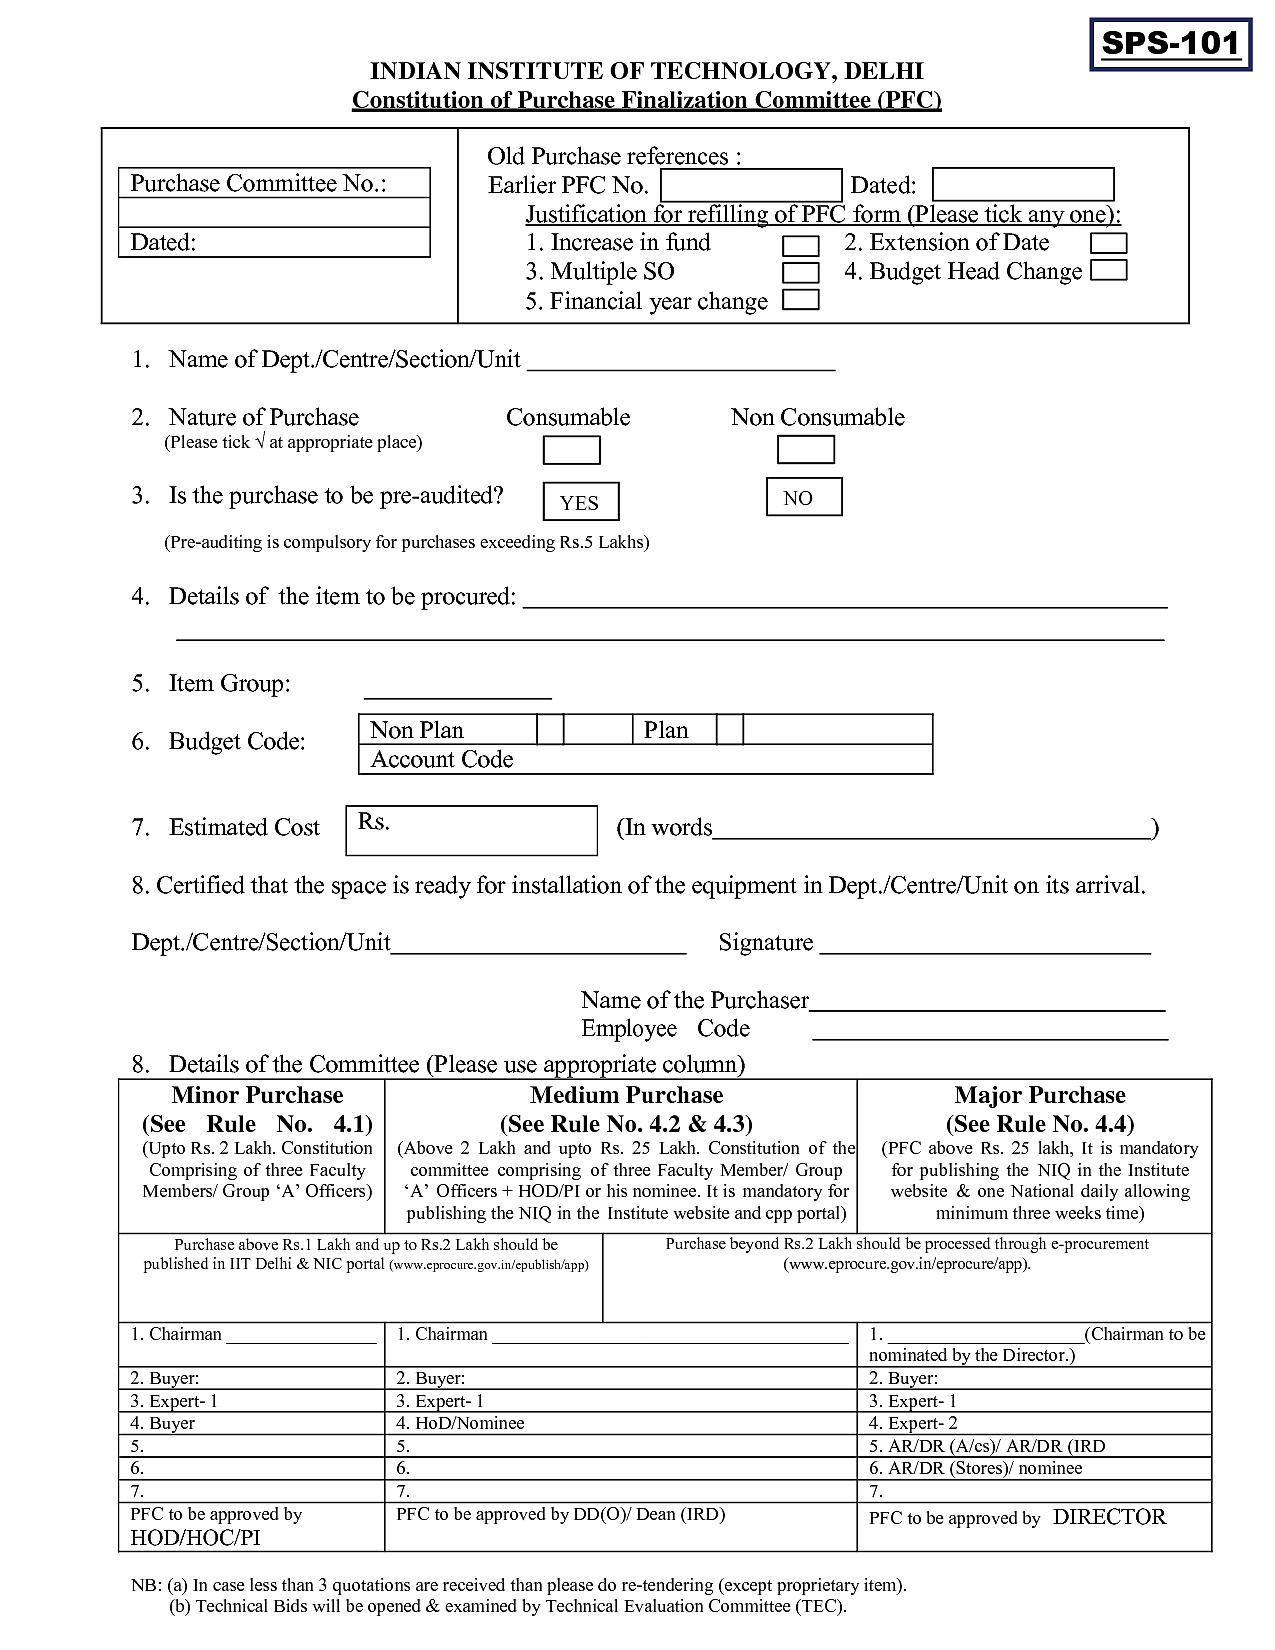 SPS-101
INDIAN INSTITUTE OF TECHNOLOGY, DELHI
Constitution of Purchase Finalization Committee (PFC)
Purchase Committee No.:
Dated:
Old Purchase references :
Earlier PFC No. Dated:
Justification for refilling of PFC form (Please tick any one):
1. Increase in fund 2. Extension of Date
3. Multiple SO 4. Budget Head Change
5. Financial year change
1. Name of Dept./Centre/Section/Unit
2. Nature of Purchase Consumable Non Consumable
(Please tick √ at appropriate place)
3. Is the purchase to be pre-audited? YES NO
(Pre-auditing is compulsory for purchases exceeding Rs.5 Lakhs)
4. Details of the item to be procured:
5. Item Group:
6. Budget Code: Non Plan Plan
Account Code
7. Estimated Cost Rs. (In words )
8. Certified that the space is ready for installation of the equipment in Dept./Centre/Unit on its arrival.
Dept./Centre/Section/Unit Signature
Name of the Purchaser
Employee Code
8. Details of the Committee (Please use appropriate column)
Minor Purchase
(See Rule No. 4.1)
(Upto Rs. 2 Lakh. Constitution
Comprising of three Faculty
Members/ Group ‘A’ Officers)
Medium Purchase
(See Rule No. 4.2 & 4.3)
(Above 2 Lakh and upto Rs. 25 Lakh. Constitution of the
committee comprising of three Faculty Member/ Group
‘A’ Officers + HOD/PI or his nominee. It is mandatory for
publishing the NIQ in the Institute website and cpp portal)
Major Purchase
(See Rule No. 4.4)
(PFC above Rs. 25 lakh, It is mandatory
for publishing the NIQ in the Institute
website & one National daily allowing
minimum three weeks time)
Purchase above Rs.1 Lakh and up to Rs.2 Lakh should be
published in IIT Delhi & NIC portal (www.eprocure.gov.in/epublish/app)
Purchase beyond Rs.2 Lakh should be processed through e-procurement
(www.eprocure.gov.in/eprocure/app).
1. Chairman
2. Buyer:
3. Expert- 1
4. Buyer
5.
6.
7.
PFC to be approved by
HOD/HOC/PI
1. Chairman
2. Buyer:
3. Expert- 1
4. HoD/Nominee
5.
6.
7.
PFC to be approved by DD(O)/ Dean (IRD)
1. (Chairman to be
nominated by the Director.)
2. Buyer:
3. Expert- 1
4. Expert- 2
5. AR/DR (A/cs)/ AR/DR (IRD
6. AR/DR (Stores)/ nominee
7.
PFC to be approved by DIRECTOR
NB: (a) In case less than 3 quotations are received than please do re-tendering (except proprietary item).
(b) Technical Bids will be opened & examined by Technical Evaluation Committee (TEC).